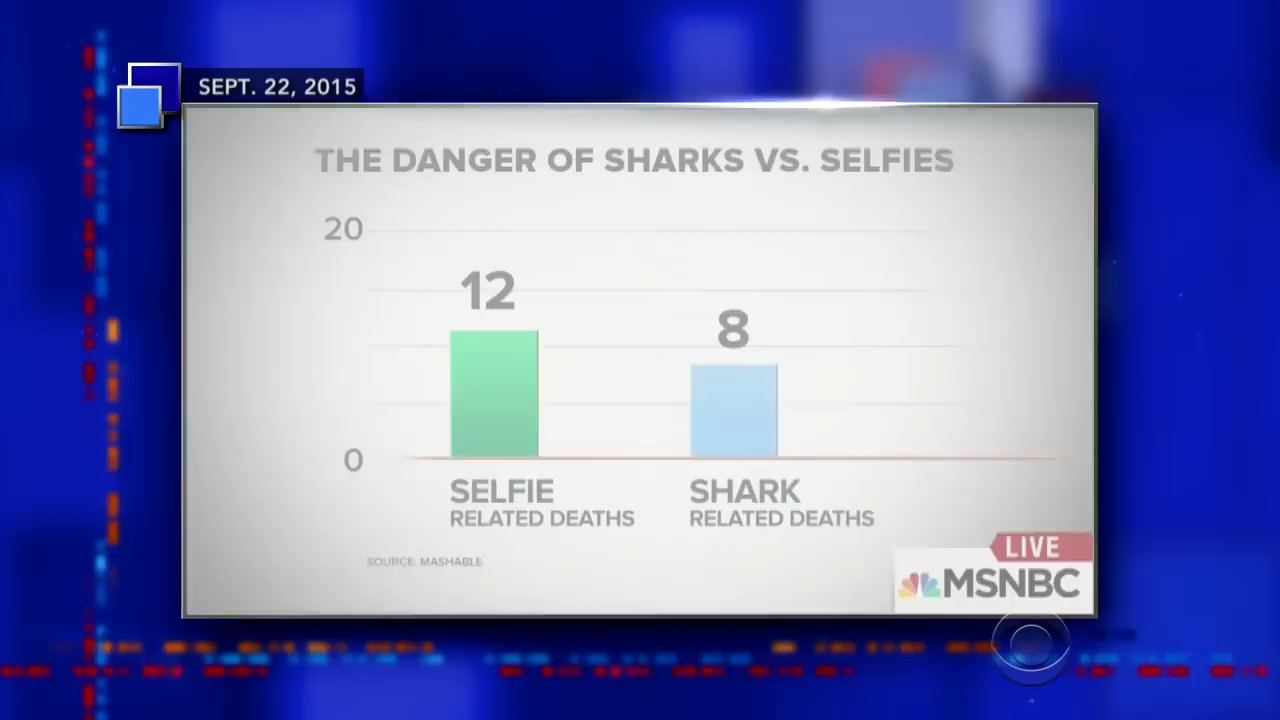 SEPT. 22, 2015
THE DANGER OF SHARKS VS. SELFIES
20
12
8
0
SELFIE
RELATED DEATHS
SHARK
RELATED DEATHS
SOURCE: MASHABLE
LIVE
MSNBC